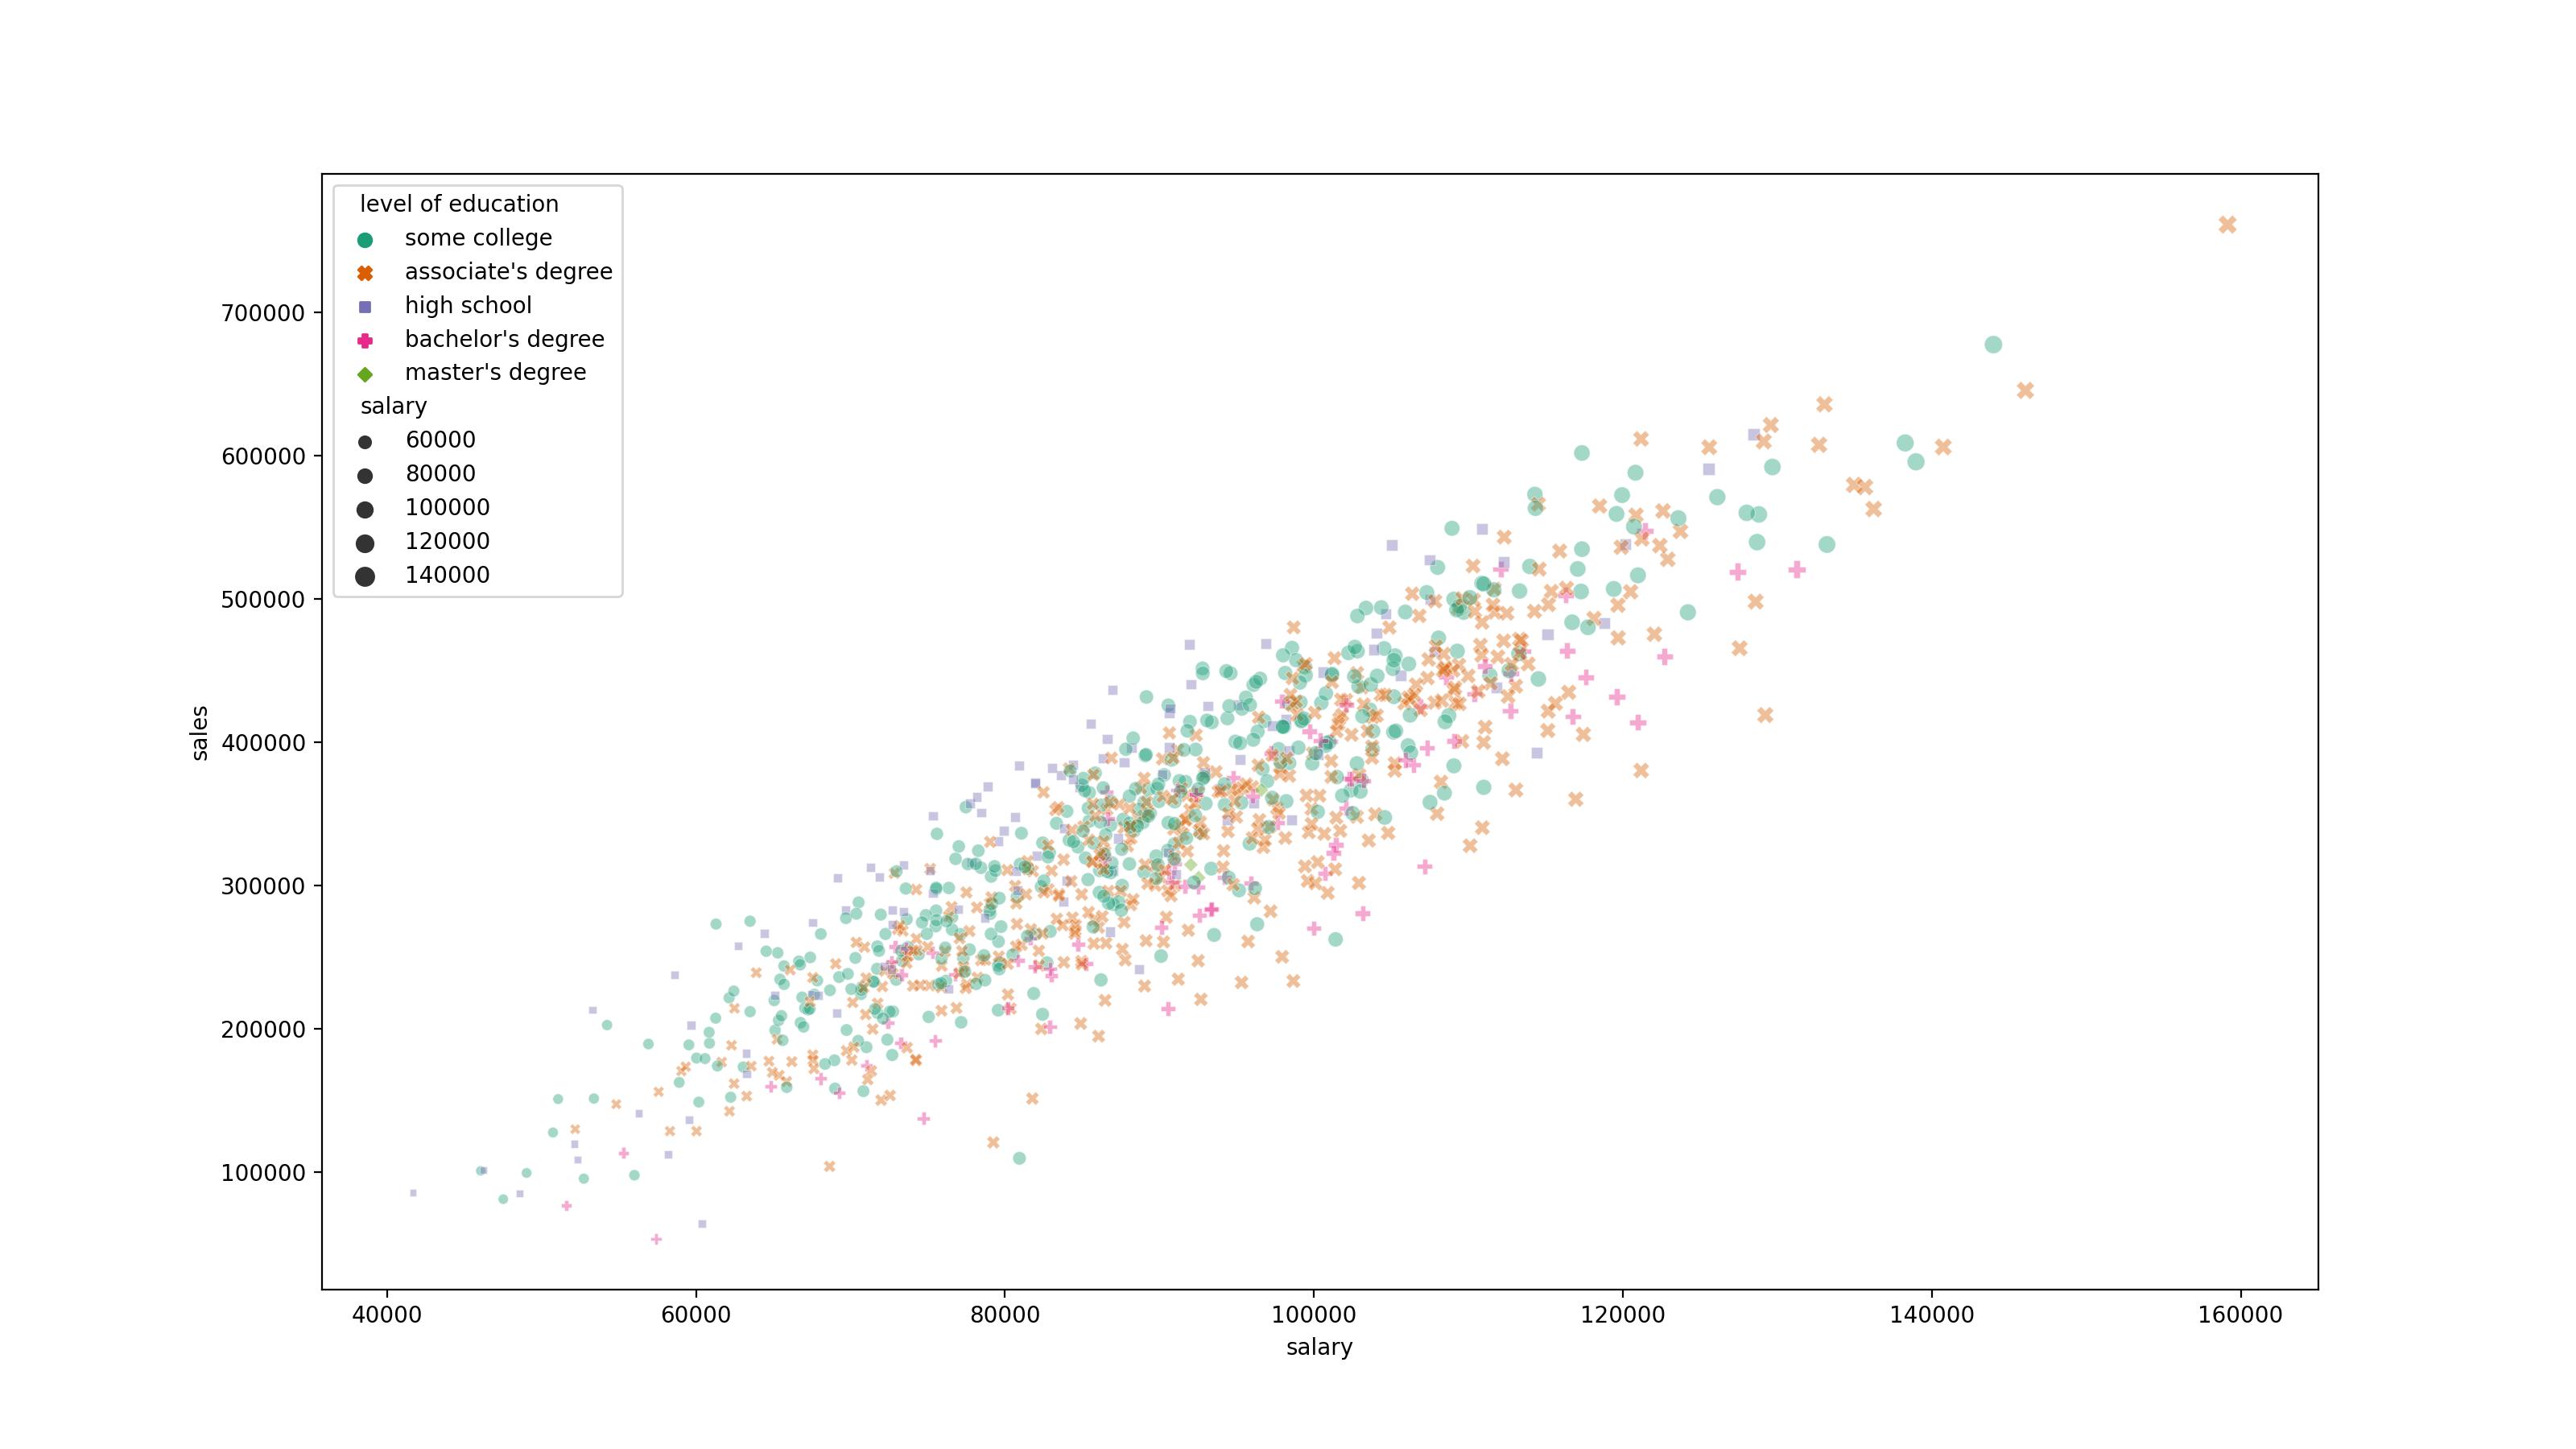 level of education
some college
associate's degree
high school
bachelor's degree
master's degree
salary
60000
80000
100000
120000
140000
700000
600000
500000
400000
300000
200000
100000
sales
40000 60000 80000 100000 120000 140000 160000
salary